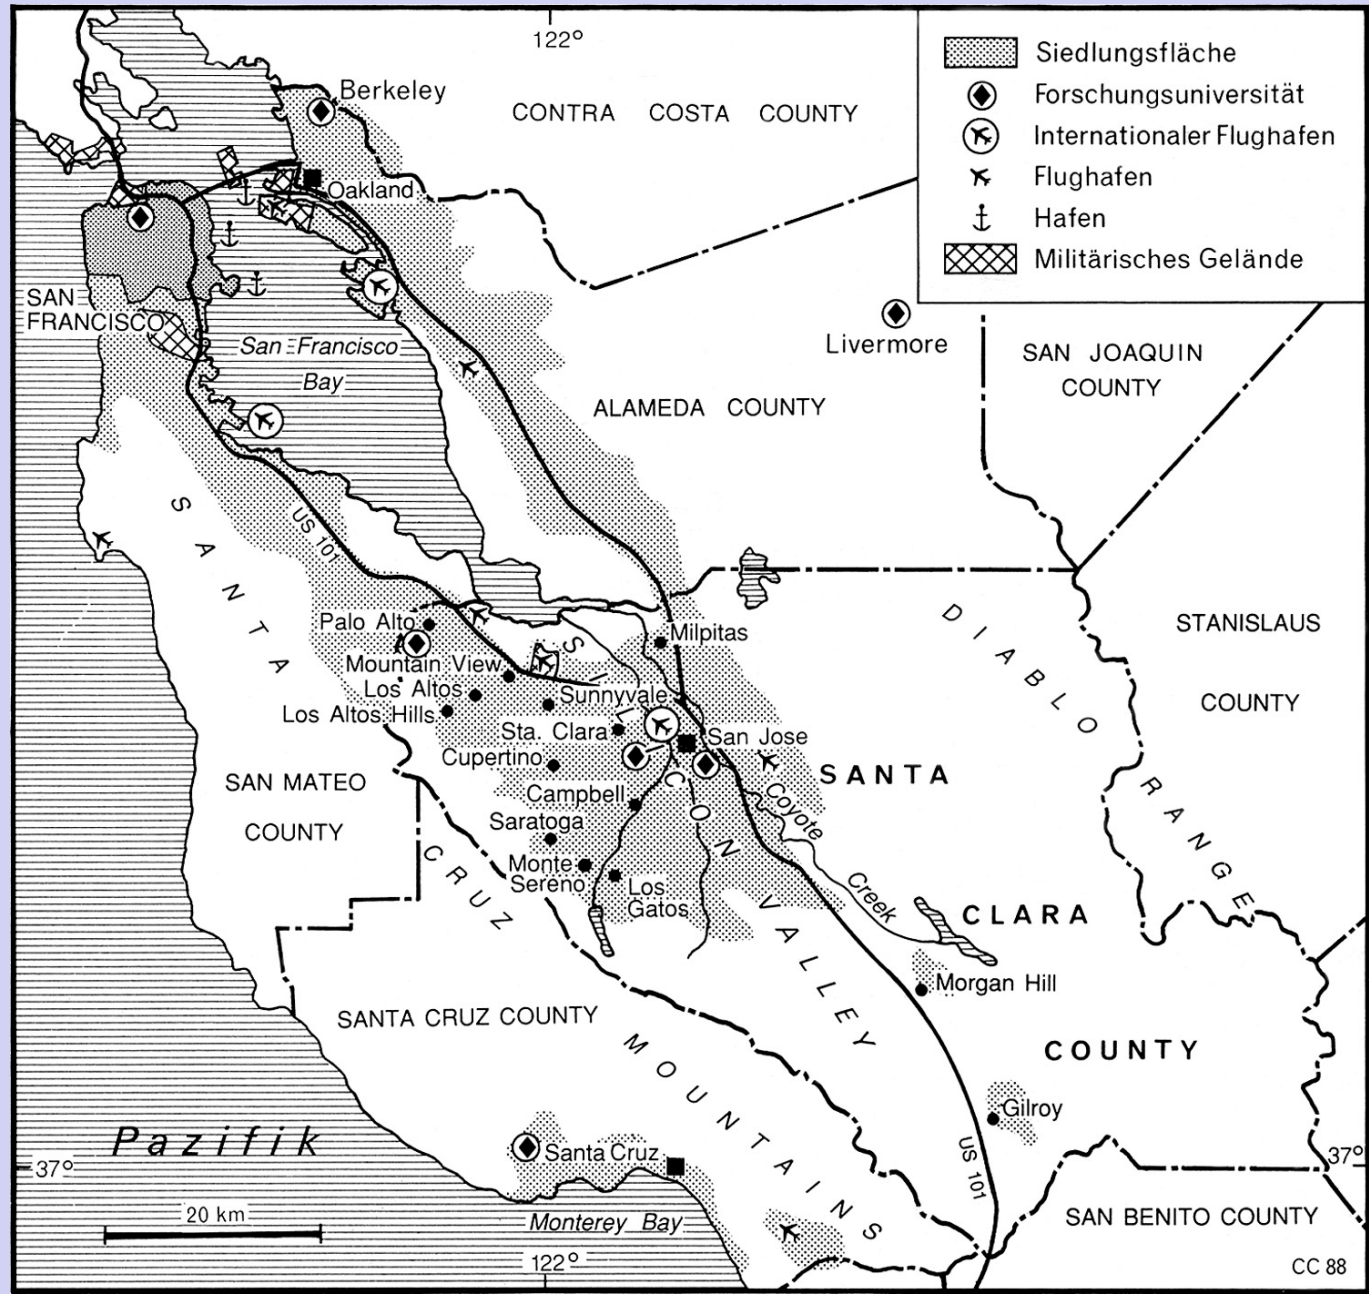 122°
Siedlungsfläche
Forschungsuniversität
Internationaler Flughafen
Flughafen
Hafen
Militärisches Gelände
Berkeley
CONTRA COSTA COUNTY
Oakland
SAN
FRANCISCO
San Francisco
Bay
Livermore
SAN JOAQUIN
COUNTY
ALAMEDA COUNTY
US 101
SANTA
CRUZ
MOUNTAINS
DIABLO RANGE
STANISLAUS
COUNTY
Palo Alto
Milpitas
Mountain View
Los Altos
Sunnyvale
Los Altos Hills
Sta. Clara
San Jose
Cupertino
SILICON VALLEY
SAN MATEO
COUNTY
SANTA
CLARA
COUNTY
Campbell
Coyote
Creek
Saratoga
Monte
Sereno
Los
Gatos
Morgan Hill
SANTA CRUZ COUNTY
Gilroy
US 101
Pazifik
Santa Cruz
37°
37°
20 km
Monterey Bay
SAN BENITO COUNTY
122°
CC 88